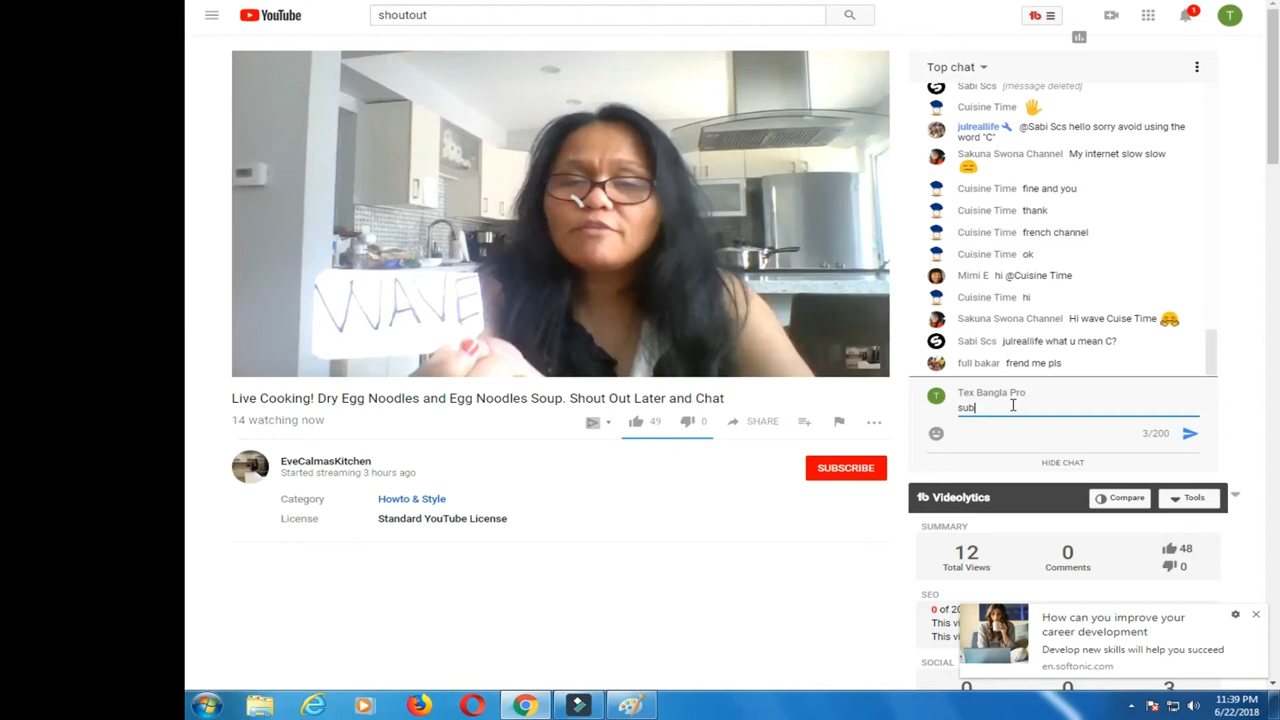 YouTube
shoutout
1
T
Top chat
Sabi Scs [message deleted]
Cuisine Time
julreallife @Sabi Scs hello sorry avoid using the
word "C"
Sakuna Swona Channel My internet slow slow
Cuisine Time fine and you
Cuisine Time thank
Cuisine Time french channel
Cuisine Time ok
Mimi E hi @Cuisine Time
Cuisine Time hi
Sakuna Swona Channel Hi wave Cuise Time
Sabi Scs julreallife what u mean C?
full bakar frend me pls
T Tex Bangla Pro
sub
3/200
HIDE CHAT
WAVE
Live Cooking! Dry Egg Noodles and Egg Noodles Soup. Shout Out Later and Chat
14 watching now
49
0
SHARE
EveCalmasKitchen
Started streaming 3 hours ago
SUBSCRIBE
Category Howto & Style
License Standard YouTube License
tb Videolytics
Compare
Tools
SUMMARY
12
Total Views
0
Comments
48
0
SEO
0 of 20
This vi
This vi
SOCIAL
0 0 3
How can you improve your
career development
Develop new skills will help you succeed
en.softonic.com
11:39 PM
6/22/2018